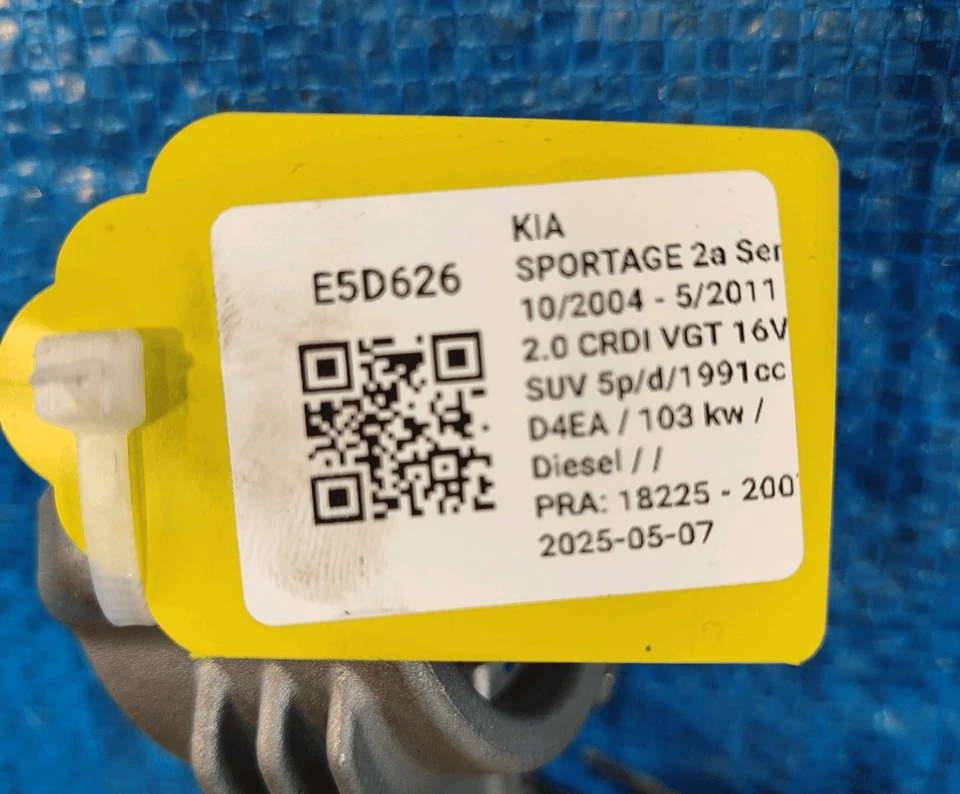 E5D626
KIA
SPORTAGE 2a Ser
10/2004 - 5/2011
2.0 CRDI VGT 16V
SUV 5p/d/1991cc
D4EA / 103 kw /
Diesel / /
PRA: 18225 - 200
2025-05-07